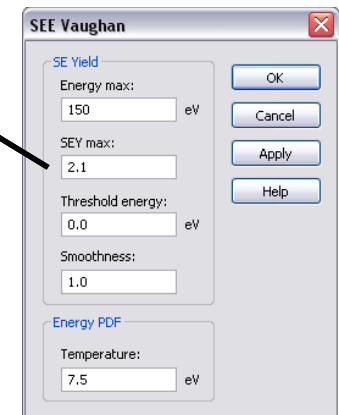 SEE Vaughan
SE Yield
Energy max:
150 eV
SEY max:
2.1
Threshold energy:
0.0 eV
Smoothness:
1.0
Energy PDF
Temperature:
7.5 eV
OK
Cancel
Apply
Help